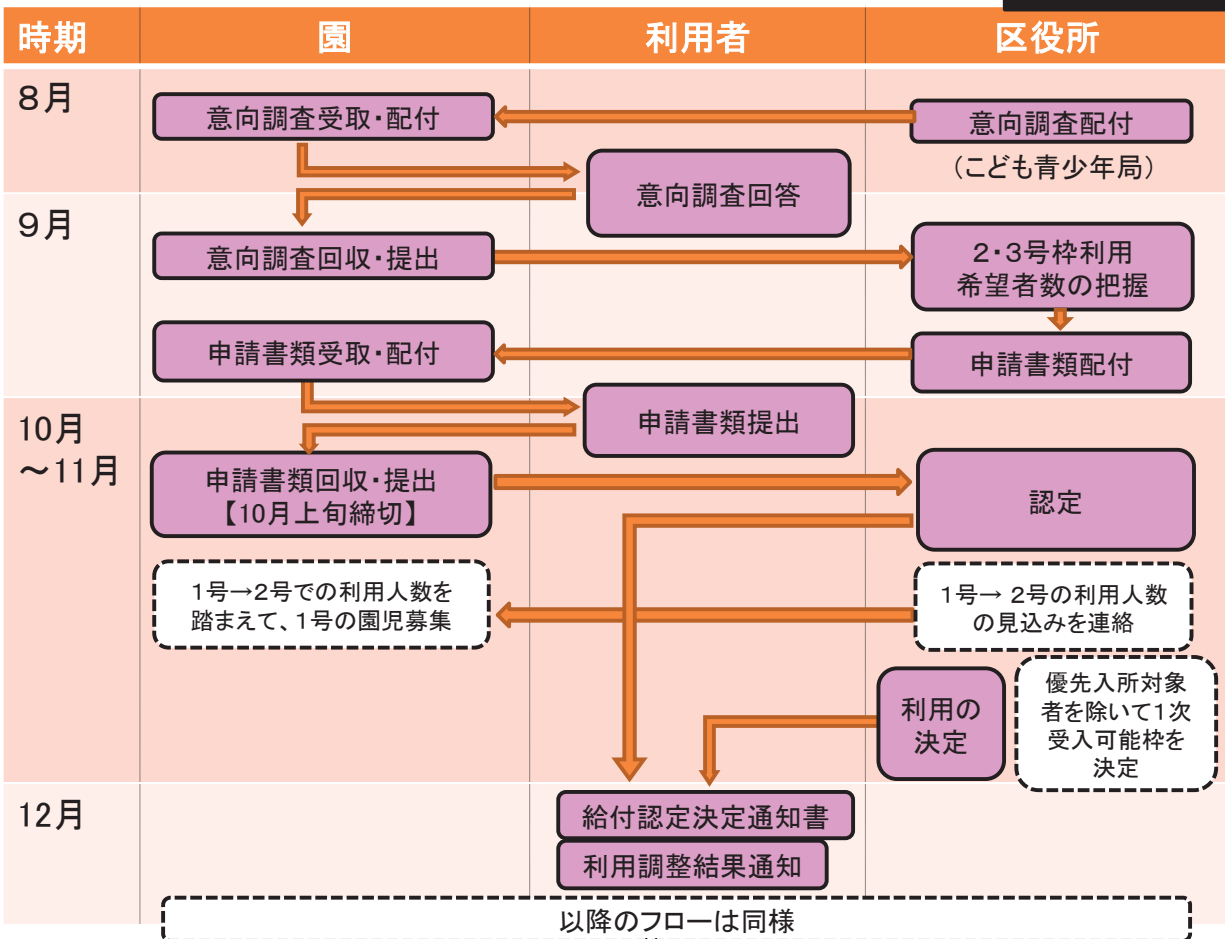 時期 園 利用者 区役所
8月
意向調査受取・配付
意向調査配付
(こども青少年局)
意向調査回答
9月
意向調査回収・提出
2・3号枠利用
希望者数の把握
申請書類受取・配付
申請書類配付
申請書類提出
10月
～11月
申請書類回収・提出
【10月上旬締切】
認定
1号→2号での利用人数を
踏まえて、1号の園児募集
1号→ 2号の利用人数
の見込みを連絡
利用の
決定
優先入所対象
者を除いて1次
受入可能枠を
決定
12月
給付認定決定通知書
利用調整結果通知
以降のフローは同様